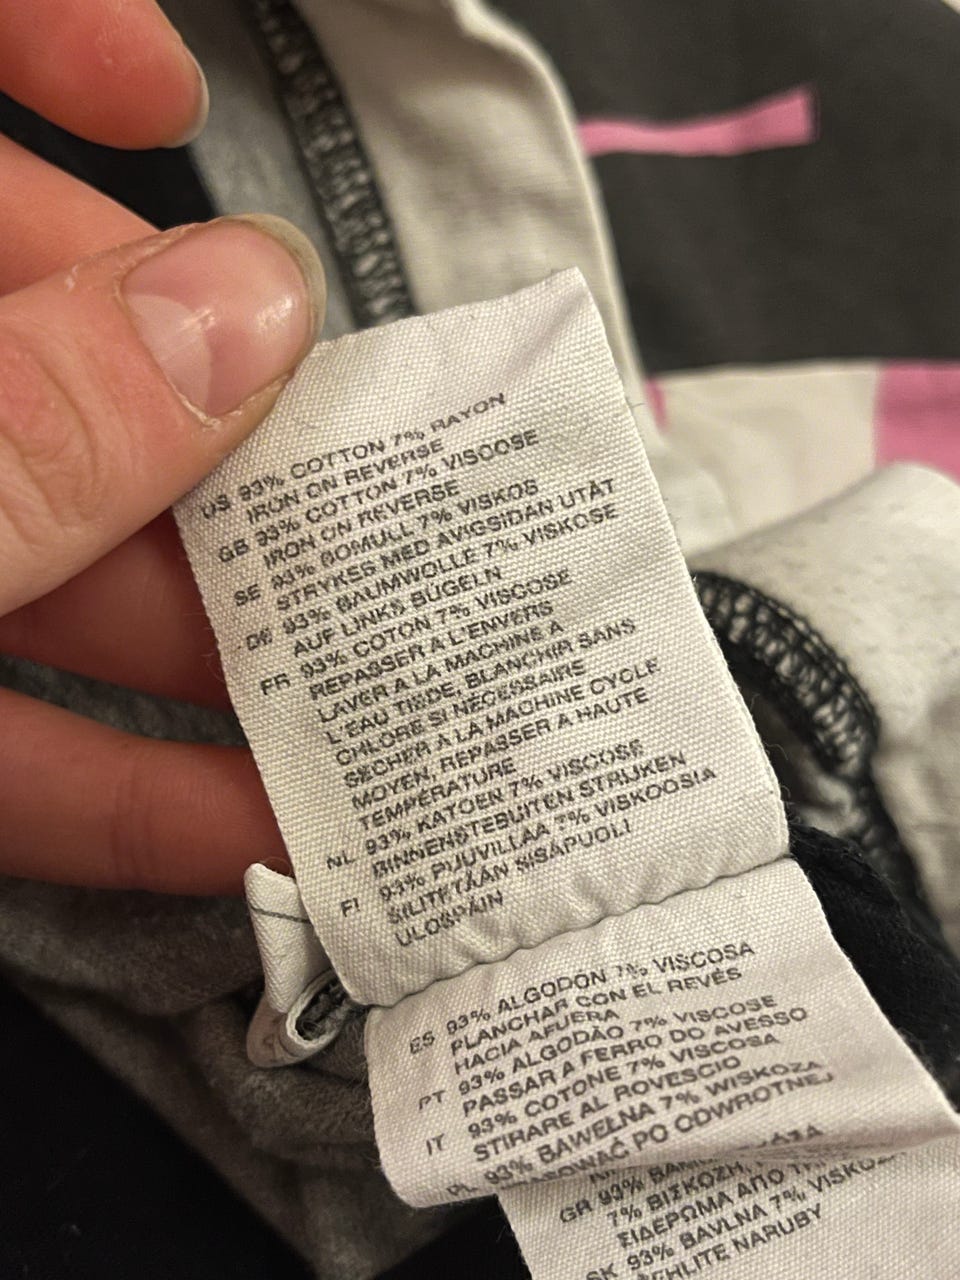 US 93% COTTON 7% RAYON
IRON ON REVERSE
GB 93% COTTON 7% VISCOSE
IRON ON REVERSE
SE 93% BOMULL 7% VISKOS
STRYKES MED AVIGSIDAN UTÅT
DE 93% BAUMWOLLE 7% VISKOSE
AUF LINKS BÜGELN
FR 93% COTON 7% VISCOSE
REPASSER A L'ENVERS
LAVER A LA MACHINE A
L'EAU TIEDE, BLANCHIR SANS
CHLORE SI NÉCESSAIRE
SECHER A LA MACHINE CYCLE
MOYEN, REPASSER A HAUTE
TEMPÉRATURE
NL 93% KATOEN 7% VISCOSE
BINNENSTEBUITEN STRIJKEN
FI 93% PUUVILLAA 7% VISKOOSIA
SILITETÄÄN SISÄPUOLI
ULOSPÄIN
ES 93% ALGODON 7% VISCOSA
PLANCHAR CON EL REVÉS
HACIA AFUERA
PT 93% ALGODÃO 7% VISCOSE
PASSAR A FERRO DO AVESSO
IT 93% COTONE 7% VISCOSA
STIRARE AL ROVESCIO
PL 93% BAWEŁNA 7% WISKOZA
PO ODWROTNEJ
GR 93%
7% ΒΙΣΚΟΖΗ,
ΣΙΔΕΡΩΜΑ ΑΠΟ
SK 93% BAVLNA 7%
NARUBY